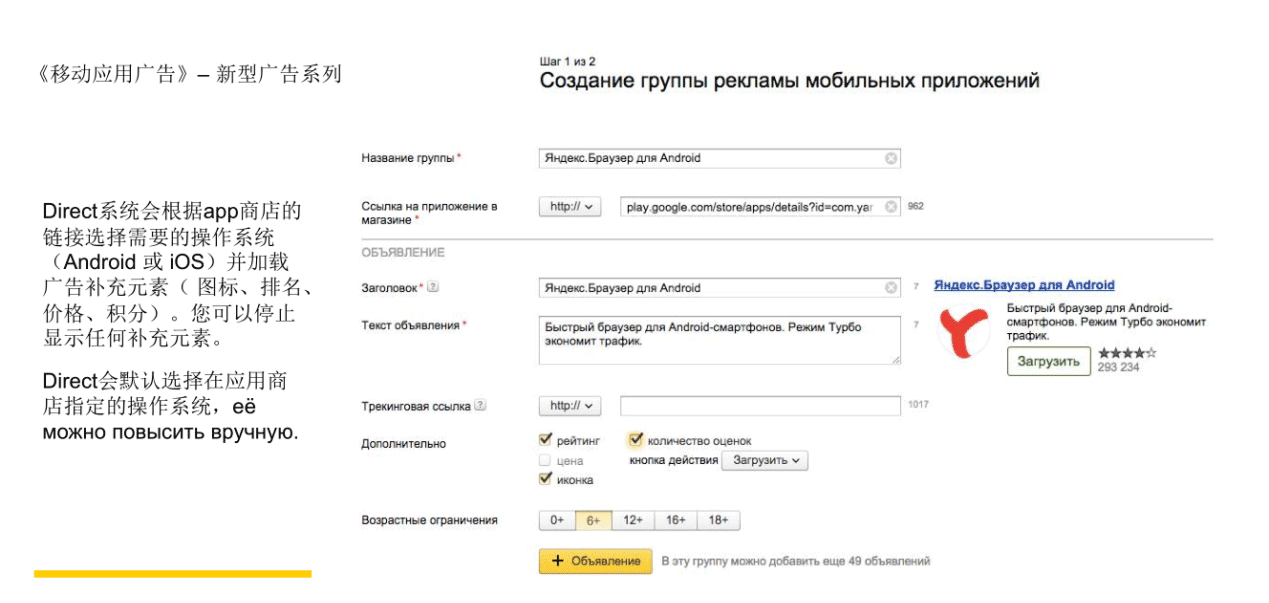 《移动应用广告》– 新型广告系列
Шаг 1 из 2
Создание группы рекламы мобильных приложений
Direct系统会根据app商店的
链接选择需要的操作系统
（Android 或 iOS）并加载
广告补充元素（ 图标、排名、
价格、积分）。您可以停止
显示任何补充元素。
Direct会默认选择在应用商
店指定的操作系统，её
можно повысить вручную.
Название группы *
Яндекс.Браузер для Android
Ссылка на приложение в
магазине *
http://
play.google.com/store/apps/details?id=com.yar
962
ОБЪЯВЛЕНИЕ
Заголовок * ?
Яндекс.Браузер для Android
7
Текст объявления *
Быстрый браузер для Android-смартфонов. Режим Турбо
экономит трафик.
7
Яндекс.Браузер для Android
Быстрый браузер для Android-
смартфонов. Режим Турбо экономит
трафик.
Загрузить
293 234
Трекинговая ссылка ?
http://
1017
Дополнительно
рейтинг
количество оценок
цена
кнопка действия Загрузить
иконка
Возрастные ограничения
0+ 6+ 12+ 16+ 18+
+ Объявление
В эту группу можно добавить еще 49 объявлений